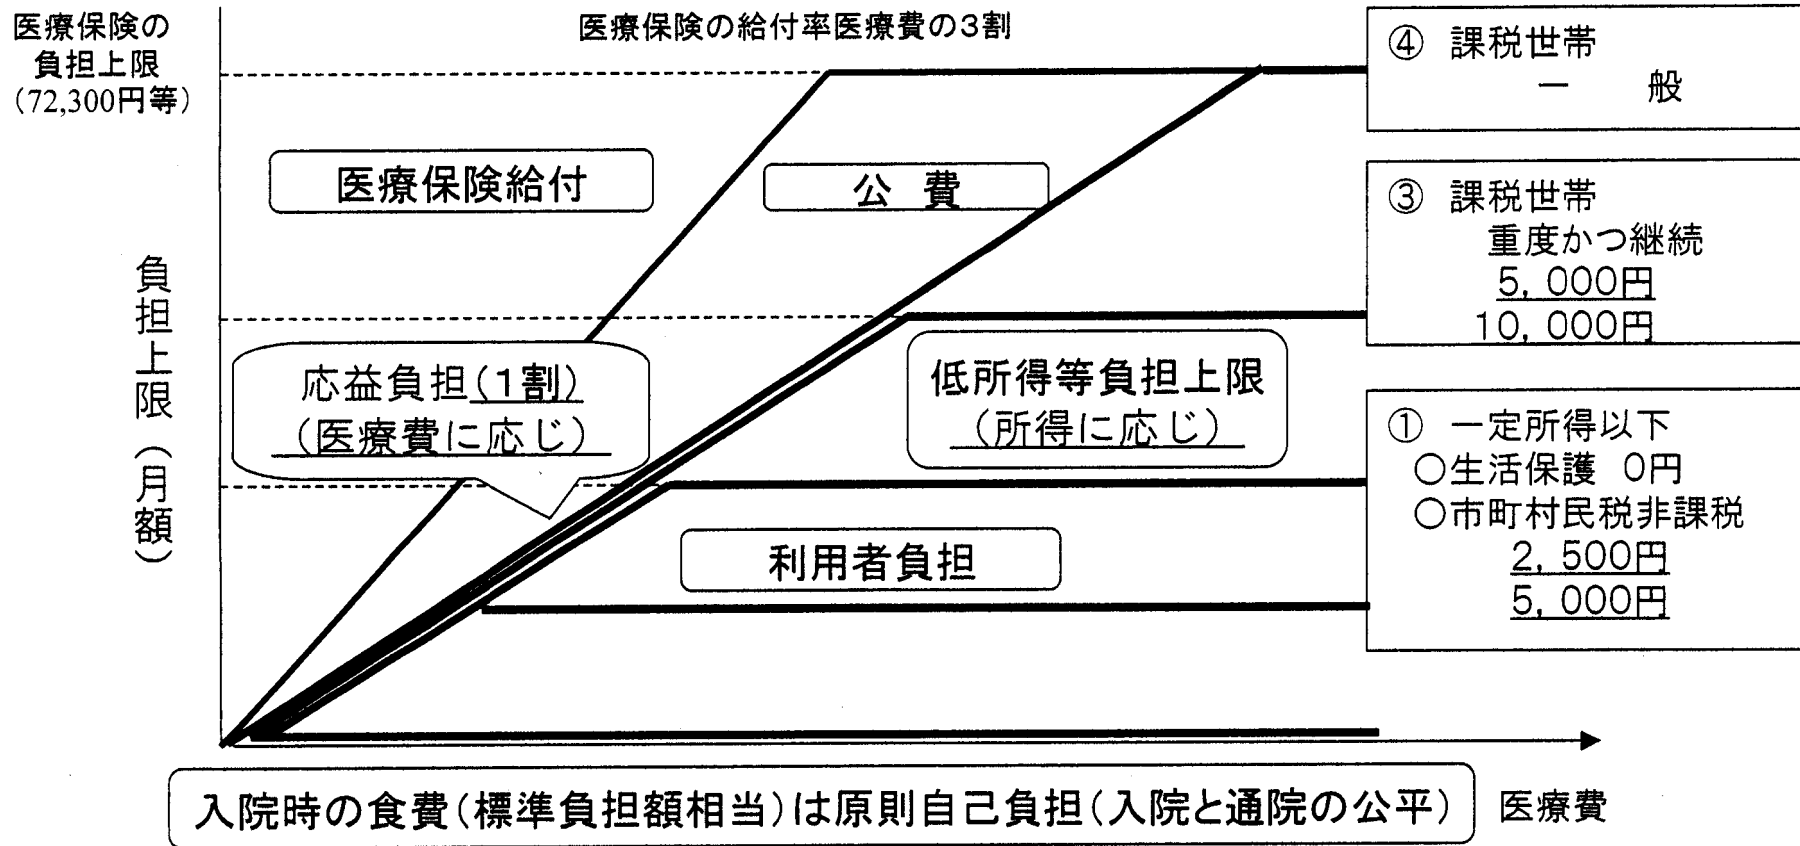 医療保険の
負担上限
（72,300円等）
医療保険の給付率医療費の３割
④ 課税世帯
一 般
医療保険給付
公 費
③ 課税世帯
重度かつ継続
５，０００円
１０，０００円
負担上限（月額）
応益負担（１割）
（医療費に応じ）
低所得等負担上限
（所得に応じ）
① 一定所得以下
○生活保護 ０円
○市町村民税非課税
２，５００円
５，０００円
利用者負担
入院時の食費（標準負担額相当）は原則自己負担（入院と通院の公平）
医療費